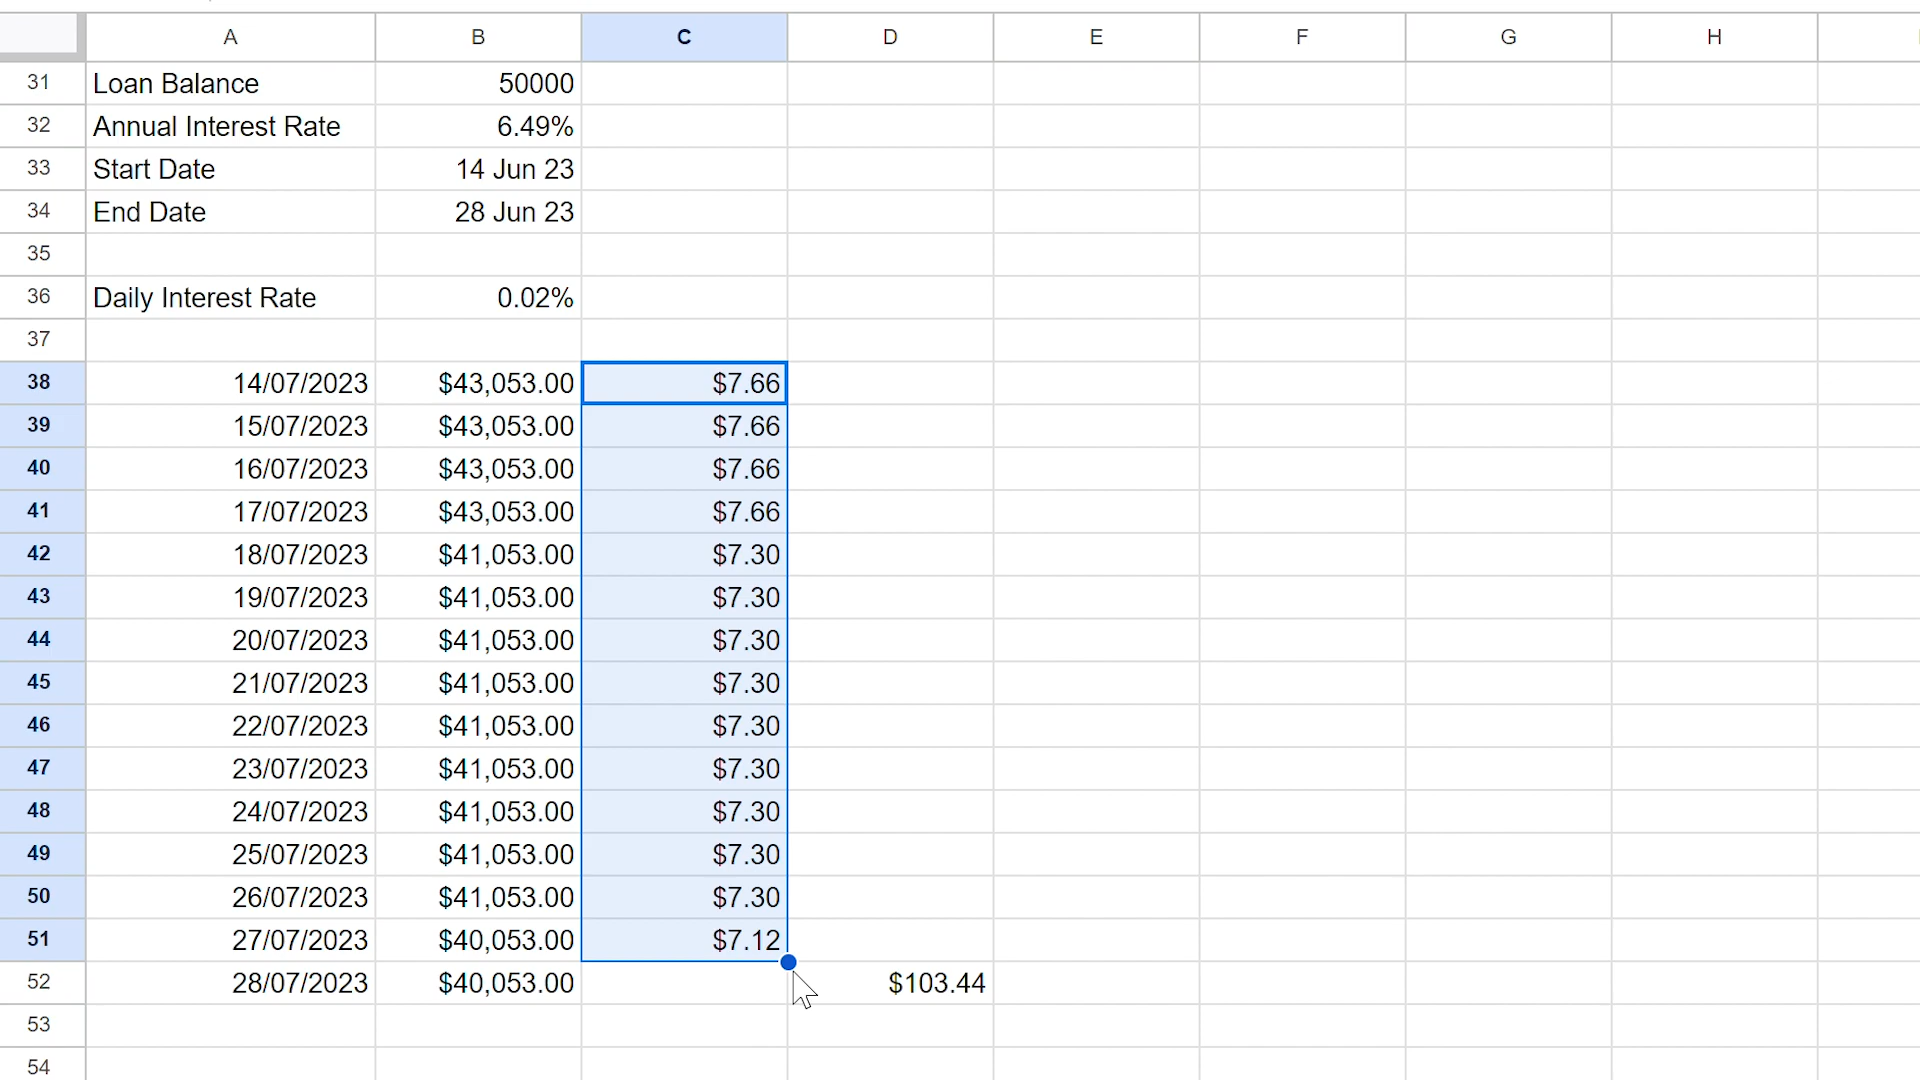 A B C D E F G H
31 Loan Balance 50000
32 Annual Interest Rate 6.49%
33 Start Date 14 Jun 23
34 End Date 28 Jun 23
35
36 Daily Interest Rate 0.02%
37
38 14/07/2023 $43,053.00 $7.66
39 15/07/2023 $43,053.00 $7.66
40 16/07/2023 $43,053.00 $7.66
41 17/07/2023 $43,053.00 $7.66
42 18/07/2023 $41,053.00 $7.30
43 19/07/2023 $41,053.00 $7.30
44 20/07/2023 $41,053.00 $7.30
45 21/07/2023 $41,053.00 $7.30
46 22/07/2023 $41,053.00 $7.30
47 23/07/2023 $41,053.00 $7.30
48 24/07/2023 $41,053.00 $7.30
49 25/07/2023 $41,053.00 $7.30
50 26/07/2023 $41,053.00 $7.30
51 27/07/2023 $40,053.00 $7.12
52 28/07/2023 $40,053.00 $103.44
53
54